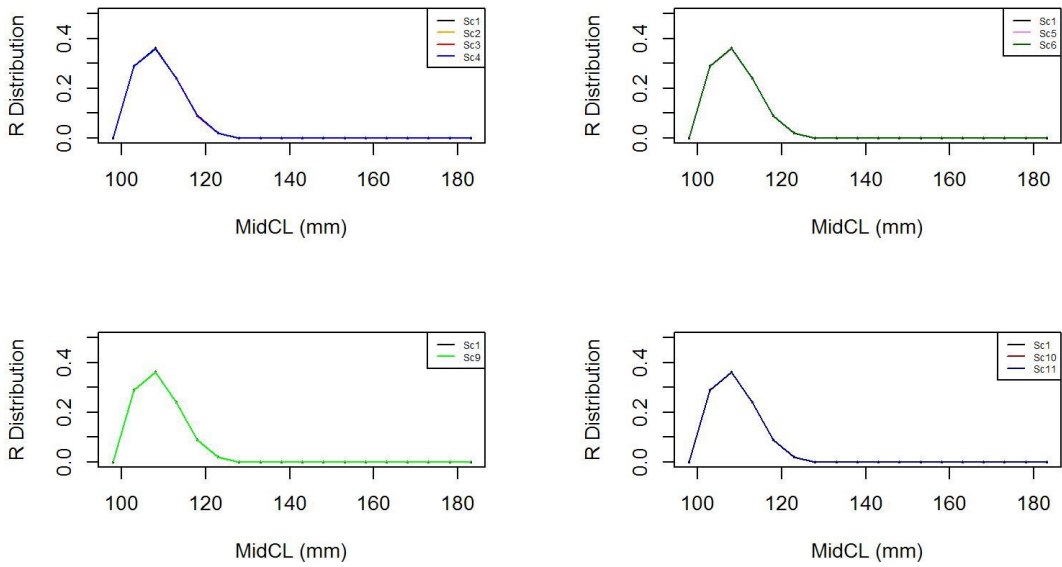 R Distribution
0.4
0.2
0.0
Sc1
Sc2
Sc3
Sc4
100 120 140 160 180
MidCL (mm)
R Distribution
0.4
0.2
0.0
Sc1
Sc5
Sc6
100 120 140 160 180
MidCL (mm)
R Distribution
0.4
0.2
0.0
Sc1
Sc9
100 120 140 160 180
MidCL (mm)
R Distribution
0.4
0.2
0.0
Sc1
Sc10
Sc11
100 120 140 160 180
MidCL (mm)